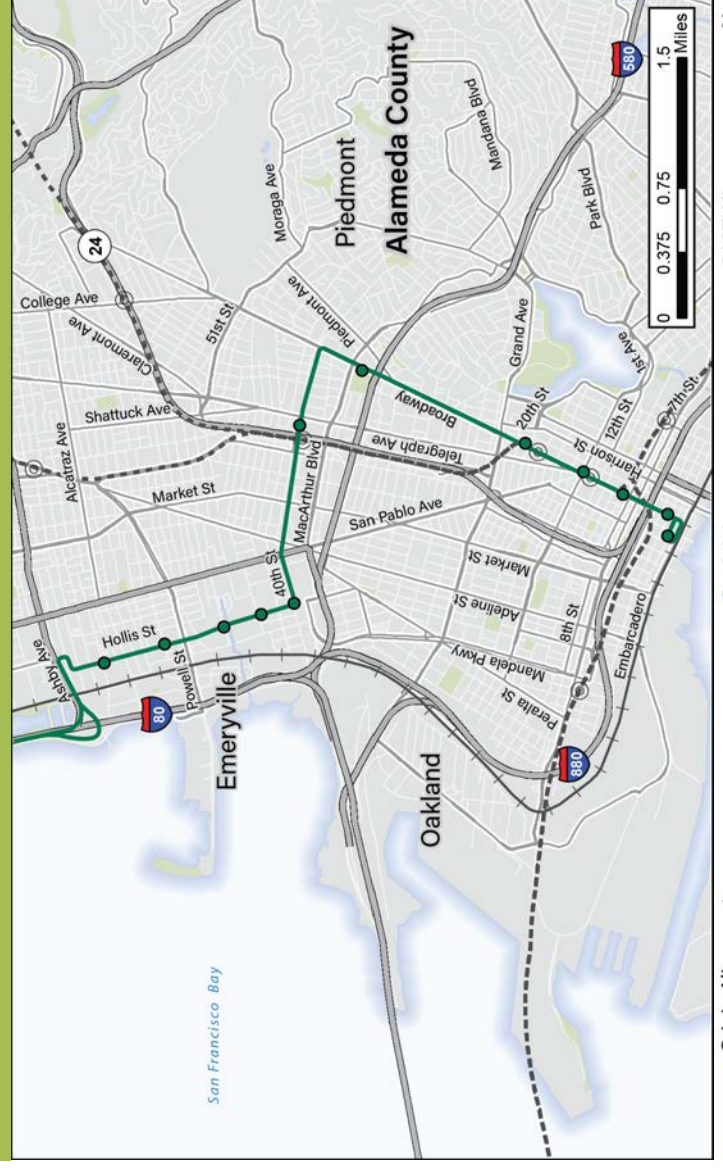 24
College Ave
Claremont Ave
Alcatraz Ave
Shattuck Ave
51st St
Moraga Ave
Piedmont
Alameda County
Mandana Blvd
Piedmont Ave
Ashby Ave
Hollis St
Market St
MacArthur Blvd
Telegraph Ave
Broadway
Grand Ave
Park Blvd
580
80
Powell St
40th St
San Pablo Ave
20th St
1st Ave
Emeryville
Market St
Adeline St
Harrison St
12th St
7th St
Mandela Pkwy
8th St
Peralta St
Embarcadero
Oakland
880
San Francisco Bay
0 0.375 0.75 1.5
Miles